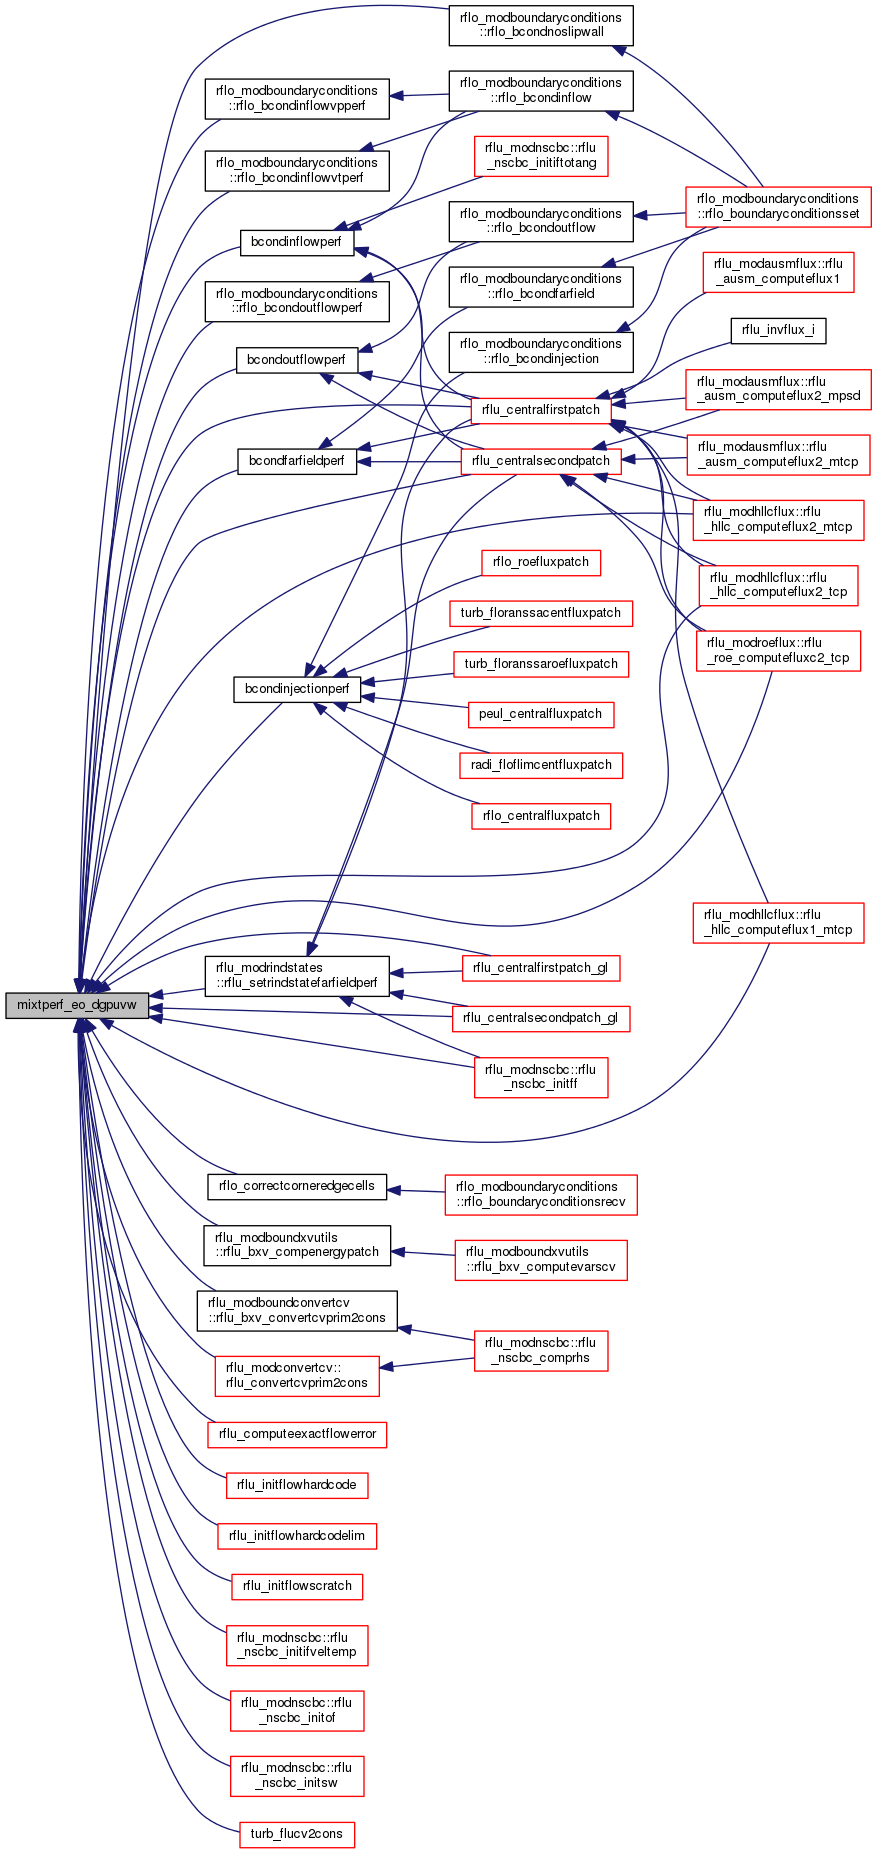 rflo_modboundaryconditions
::rflo_bcondnoslipwall
rflo_modboundaryconditions
::rflo_bcondinflowvpperf
rflo_modboundaryconditions
::rflo_bcondinflow
rflu_modnscbc::rflu
_nscbc_initiftotang
rflo_modboundaryconditions
::rflo_bcondinflowvtperf
rflo_modboundaryconditions
::rflo_boundaryconditionsset
bcondinflowperf
rflo_modboundaryconditions
::rflo_bcondoutflow
rflu_modausmflux::rflu
_ausm_computeflux1
rflo_modboundaryconditions
::rflo_bcondoutflowperf
rflo_modboundaryconditions
::rflo_bcondfarfield
rflu_invflux_i
bcondoutflowperf
rflo_modboundaryconditions
::rflo_bcondinjection
rflu_modausmflux::rflu
_ausm_computeflux2_mpsd
rflu_centralfirstpatch
rflu_modausmflux::rflu
_ausm_computeflux2_mtcp
bcondfarfieldperf
rflu_centralsecondpatch
rflu_modhllcflux::rflu
_hllc_computeflux2_mtcp
rflo_roefluxpatch
rflu_modhllcflux::rflu
_hllc_computeflux2_tcp
turb_floranssacentfluxpatch
rflu_modroeflux::rflu
_roe_computefluxc2_tcp
turb_floranssaroefluxpatch
bcondinjectionperf
peul_centralfluxpatch
radi_floflimcentfluxpatch
rflo_centralfluxpatch
rflu_modhllcflux::rflu
_hllc_computeflux1_mtcp
rflu_modrindstates
::rflu_setrindstatefarfieldperf
rflu_centralfirstpatch_gl
mixtperf_eo_dgpuvw
rflu_centralsecondpatch_gl
rflu_modnscbc::rflu
_nscbc_initff
rflo_correctcorneredgecells
rflo_modboundaryconditions
::rflo_boundaryconditionsrecv
rflu_modboundxvutils
::rflu_bxv_compenergypatch
rflu_modboundxvutils
::rflu_bxv_computevarscv
rflu_modboundconvertcv
::rflu_bxv_convertcvprim2cons
rflu_modnscbc::rflu
_nscbc_comprhs
rflu_modconvertcv::
rflu_convertcvprim2cons
rflu_computeexactflowerror
rflu_initflowhardcode
rflu_initflowhardcodelim
rflu_initflowscratch
rflu_modnscbc::rflu
_nscbc_initifveltemp
rflu_modnscbc::rflu
_nscbc_initof
rflu_modnscbc::rflu
_nscbc_initsw
turb_flucv2cons